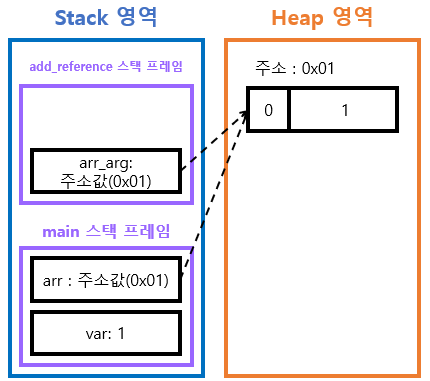 Stack 영역
add_reference 스택 프레임
arr_arg:
주소값(0x01)
main 스택 프레임
arr : 주소값(0x01)
var: 1
Heap 영역
주소 : 0x01
0 1